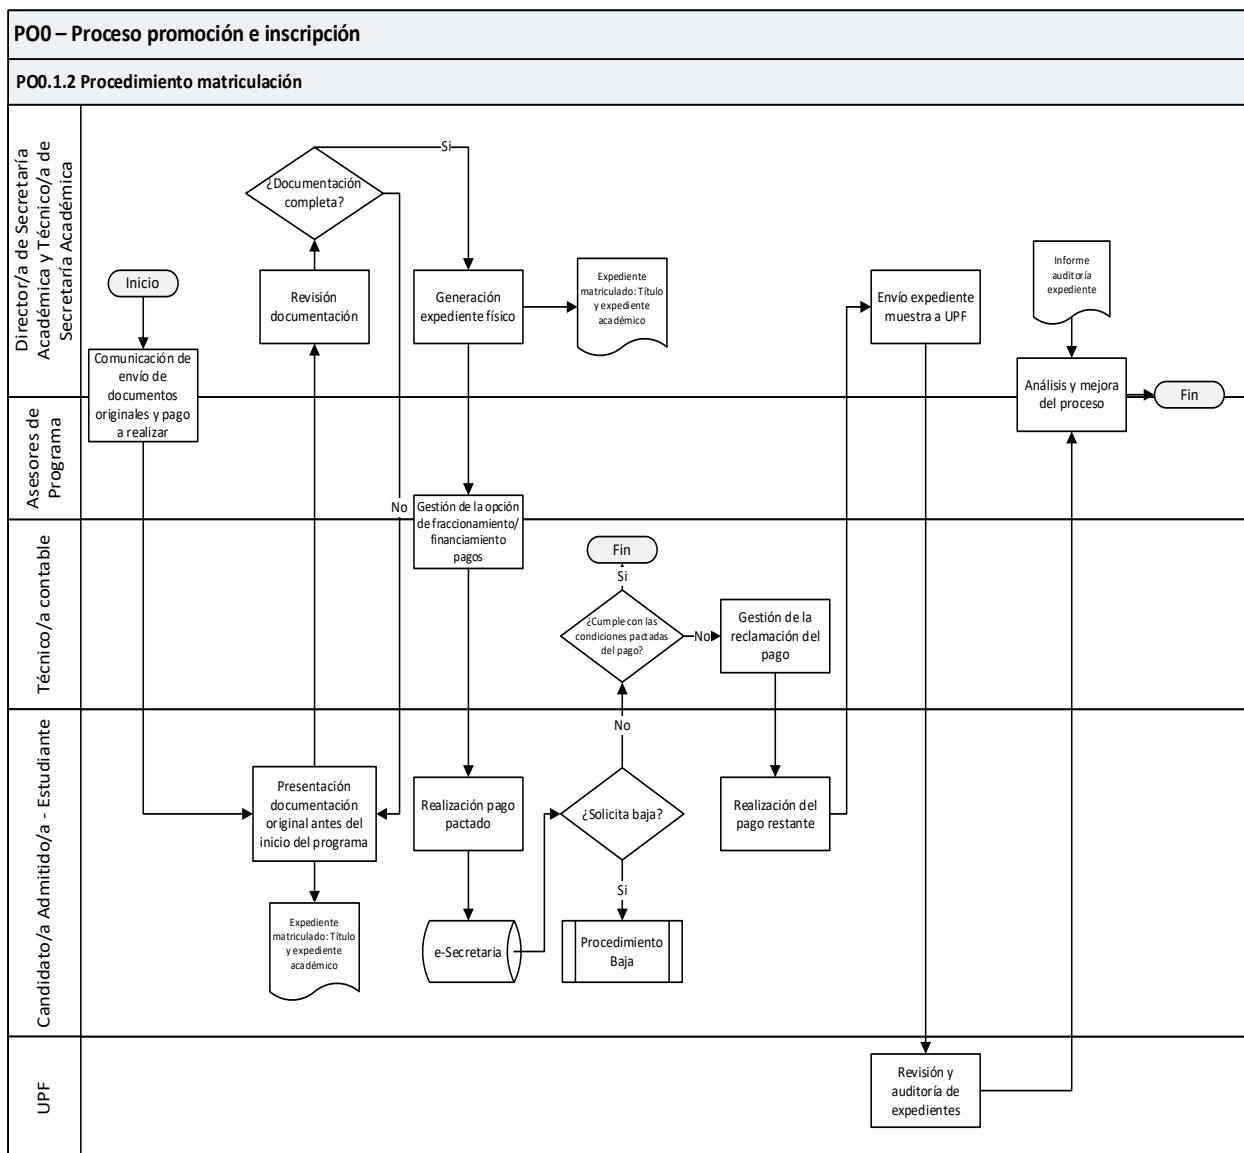 PO0 – Proceso promoción e inscripción
PO0.1.2 Procedimiento matriculación
Director/a de Secretaría
Académica y Técnico/a de
Secretaría Académica
Inicio
Comunicación de
envío de
documentos
originales y pago
a realizar
¿Documentación
completa?
Si
No
Revisión
documentación
Generación
expediente físico
Expediente
matriculado: Título
y expediente
académico
Envío expediente
muestra a UPF
Informe
auditoría
expediente
Análisis y mejora
del proceso
Fin
Asesores de
Programa
Gestión de la opción
de fraccionamiento/
financiamiento
pagos
Técnico/a contable
Fin
Si
¿Cumple con las
condiciones pactadas
del pago?
No
Gestión de la
reclamación del
pago
Candidato/a Admitido/a - Estudiante
Presentación
documentación
original antes del
inicio del programa
Expediente
matriculado: Título
y expediente
académico
Realización pago
pactado
e-Secretaria
No
¿Solicita baja?
Si
Procedimiento
Baja
Realización del
pago restante
UPF
Revisión y
auditoría de
expedientes